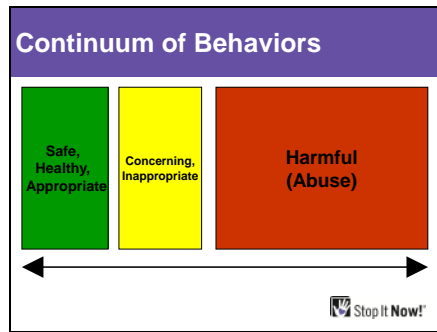 Continuum of Behaviors
Safe,
Healthy,
Appropriate
Concerning,
Inappropriate
Harmful
(Abuse)
Stop It Now!